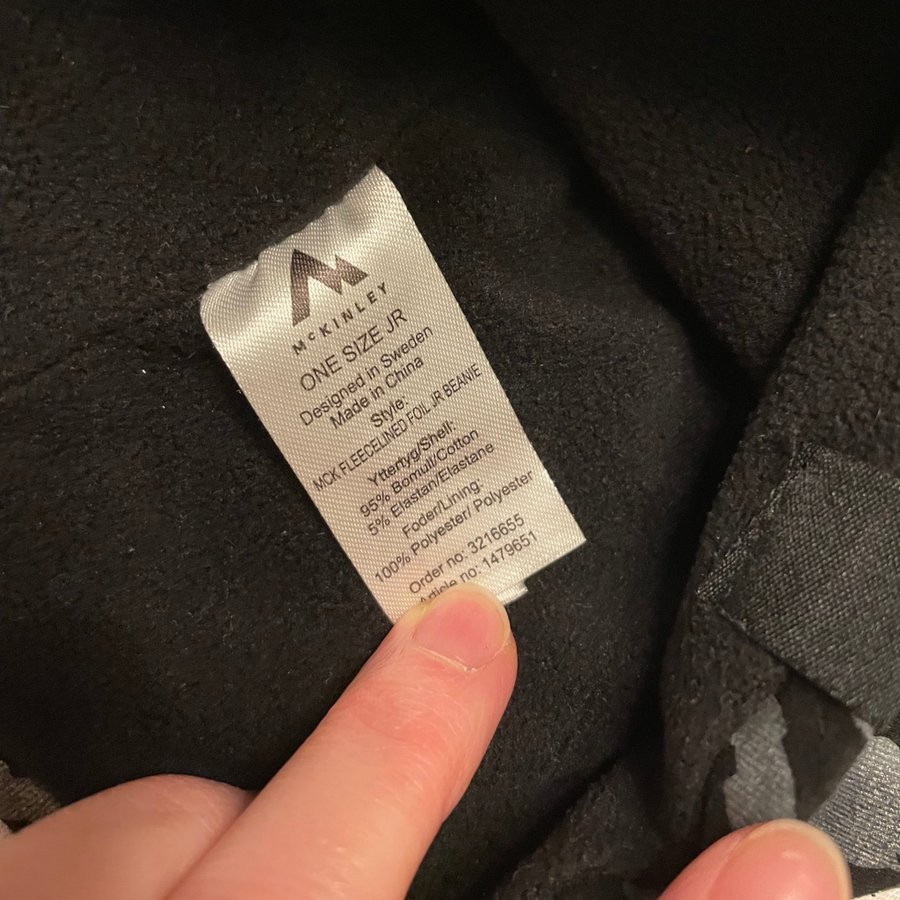 McKINLEY
ONE SIZE JR
Designed in Sweden
Made in China
Style:
MCK FLEECELINED FOIL JR BEANIE
Yttertyg/Shell:
95% Bomull/Cotton
5% Elastan/Elastane
Foder/Lining:
100% Polyester/ Polyester
Order no: 3216655
Article no: 1479651